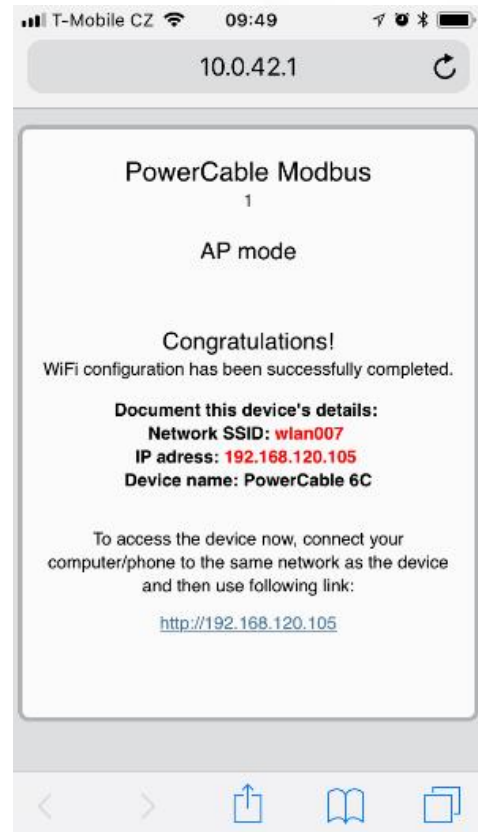 T-Mobile CZ 09:49
10.0.42.1
PowerCable Modbus
1
AP mode
Congratulations!
WiFi configuration has been successfully completed.
Document this device's details:
Network SSID: wlan007
IP adress: 192.168.120.105
Device name: PowerCable 6C
To access the device now, connect your
computer/phone to the same network as the device
and then use following link:
http://192.168.120.105